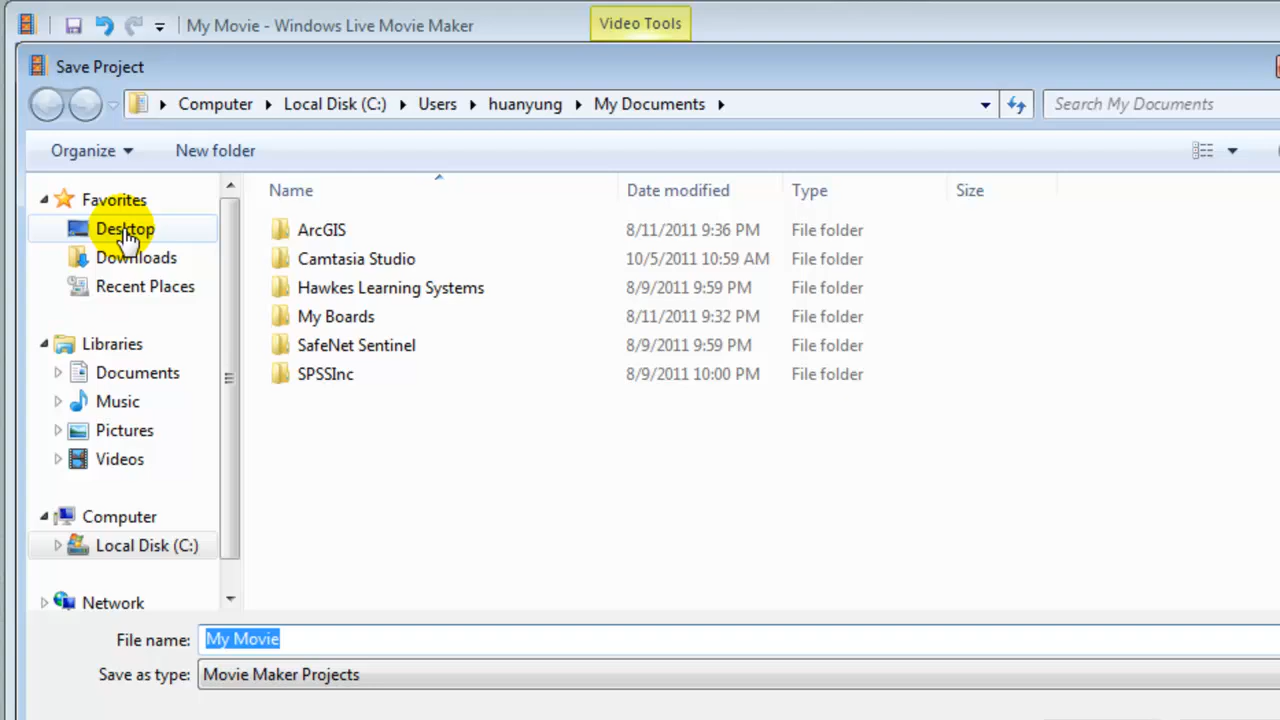 My Movie - Windows Live Movie Maker
Video Tools
Save Project
Computer Local Disk (C:) Users huanyung My Documents
Search My Documents
Organize New folder
Name Date modified Type Size
Favorites
Desktop
Downloads
Recent Places
Libraries
Documents
Music
Pictures
Videos
Computer
Local Disk (C:)
Network
ArcGIS 8/11/2011 9:36 PM File folder
Camtasia Studio 10/5/2011 10:59 AM File folder
Hawkes Learning Systems 8/9/2011 9:59 PM File folder
My Boards 8/11/2011 9:32 PM File folder
SafeNet Sentinel 8/9/2011 9:59 PM File folder
SPSSInc 8/9/2011 10:00 PM File folder
File name: My Movie
Save as type: Movie Maker Projects